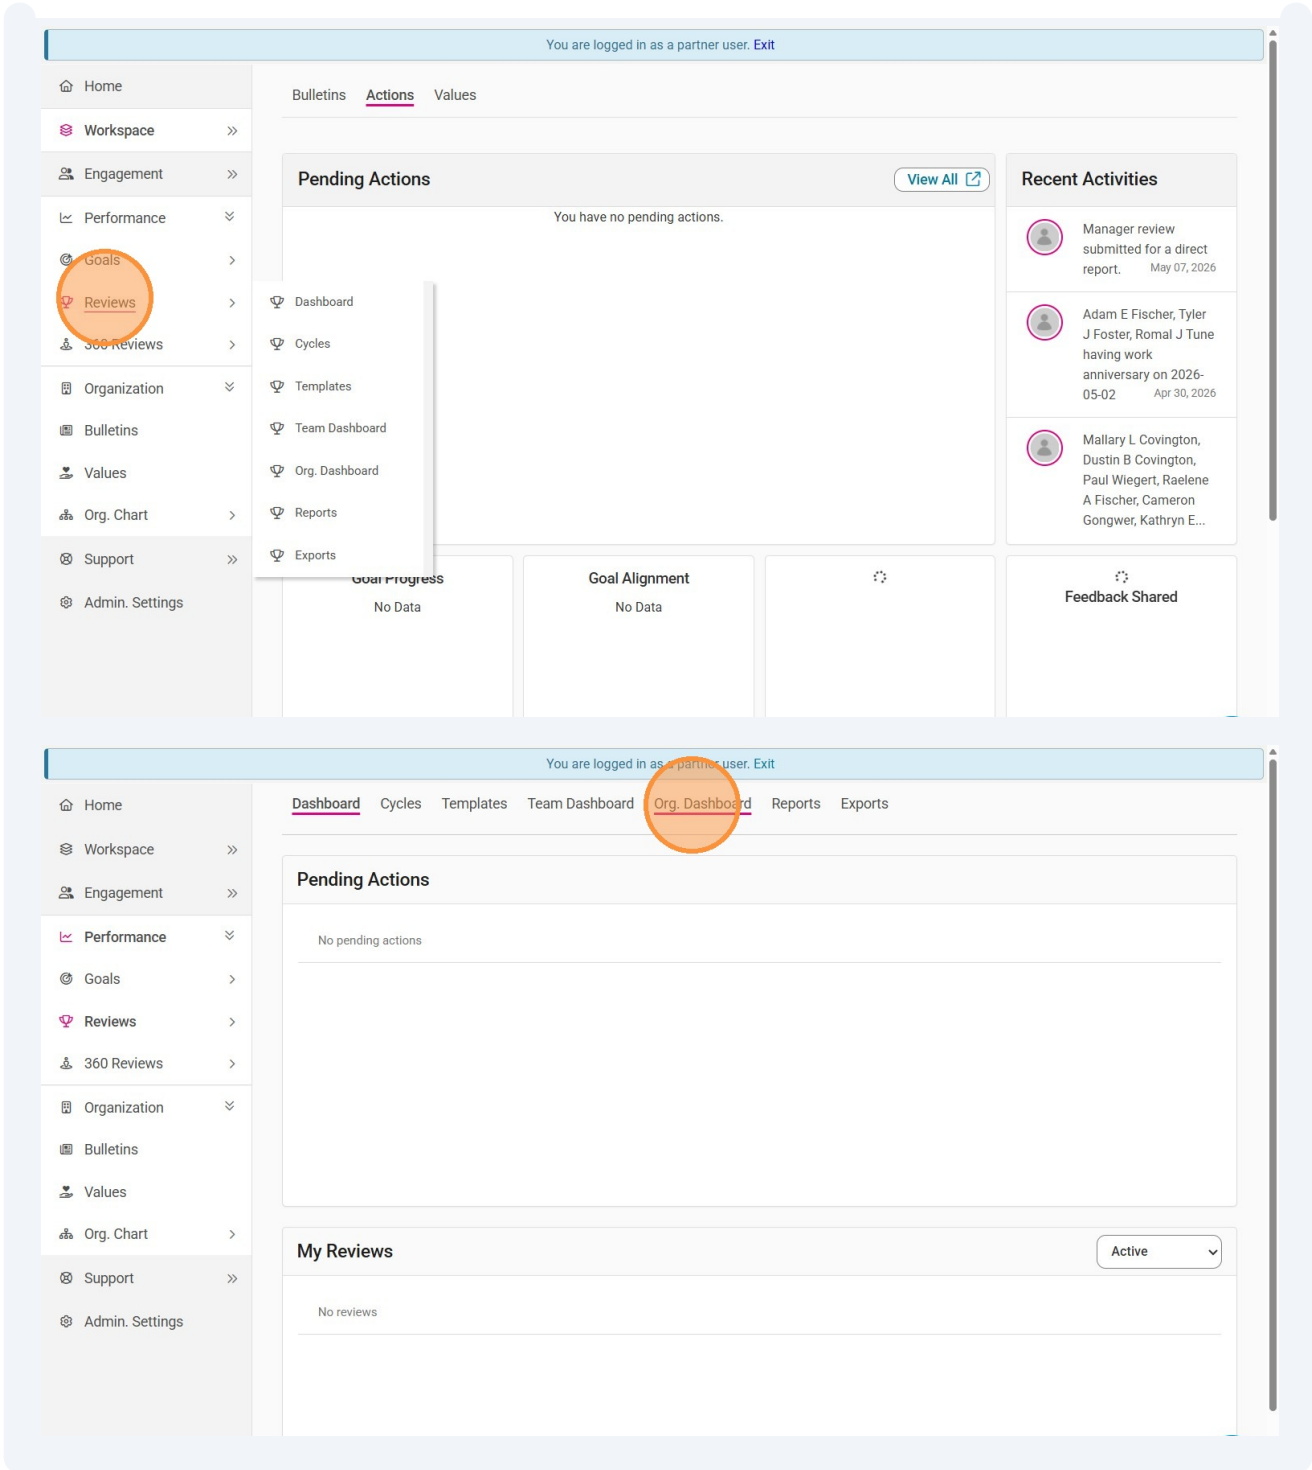 You are logged in as a partner user. Exit
Home
Workspace
Engagement
Performance
Goals
Reviews
360 Reviews
Organization
Bulletins
Values
Org. Chart
Support
Admin. Settings
Dashboard
Cycles
Templates
Team Dashboard
Org. Dashboard
Reports
Exports
Bulletins Actions Values
Pending Actions
View All
You have no pending actions.
Recent Activities
Manager review
submitted for a direct
report. May 07, 2026
Adam E Fischer, Tyler
J Foster, Romal J Tune
having work
anniversary on 2026-
05-02 Apr 30, 2026
Mallary L Covington,
Dustin B Covington,
Paul Wiegert, Raelene
A Fischer, Cameron
Gongwer, Kathryn E...
Goal Progress
No Data
Goal Alignment
No Data
Feedback Shared
You are logged in as a partner user. Exit
Home
Workspace
Engagement
Performance
Goals
Reviews
360 Reviews
Organization
Bulletins
Values
Org. Chart
Support
Admin. Settings
Dashboard Cycles Templates Team Dashboard Org. Dashboard Reports Exports
Pending Actions
No pending actions
My Reviews
Active
No reviews